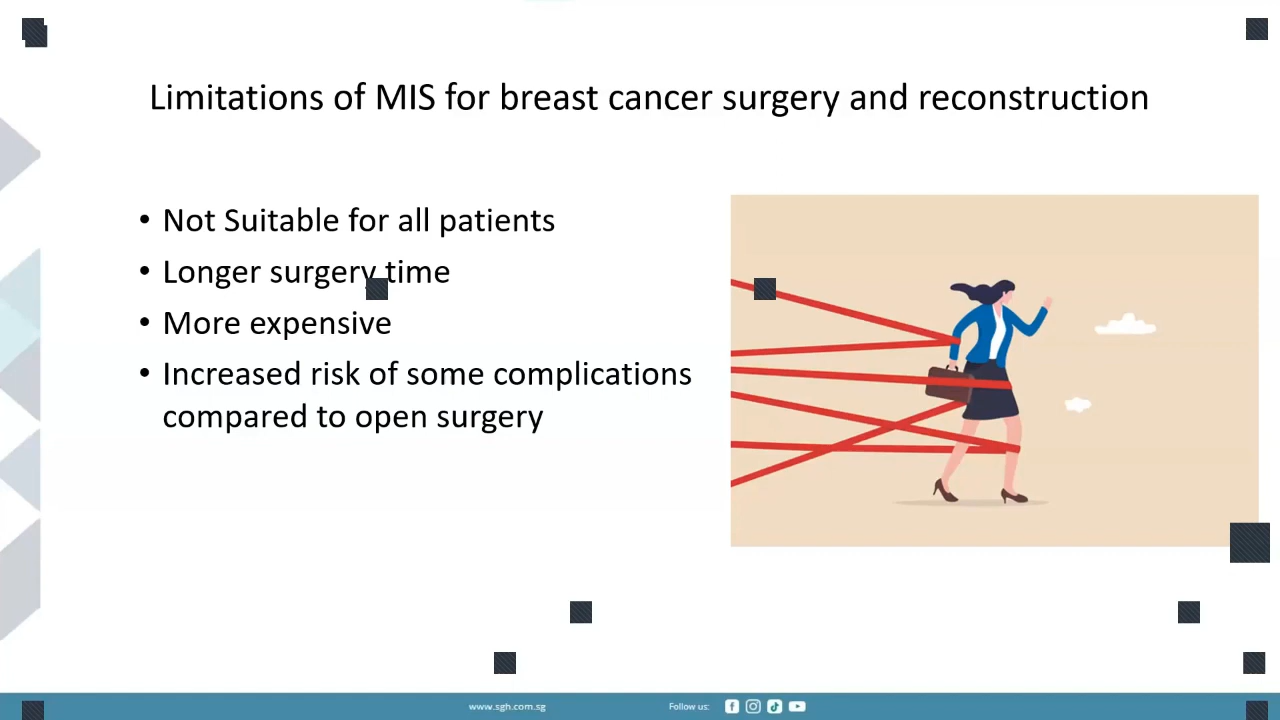 Limitations of MIS for breast cancer surgery and reconstruction
• Not Suitable for all patients
• Longer surgery time
• More expensive
• Increased risk of some complications
compared to open surgery
www.sgh.com.sg
Follow us: